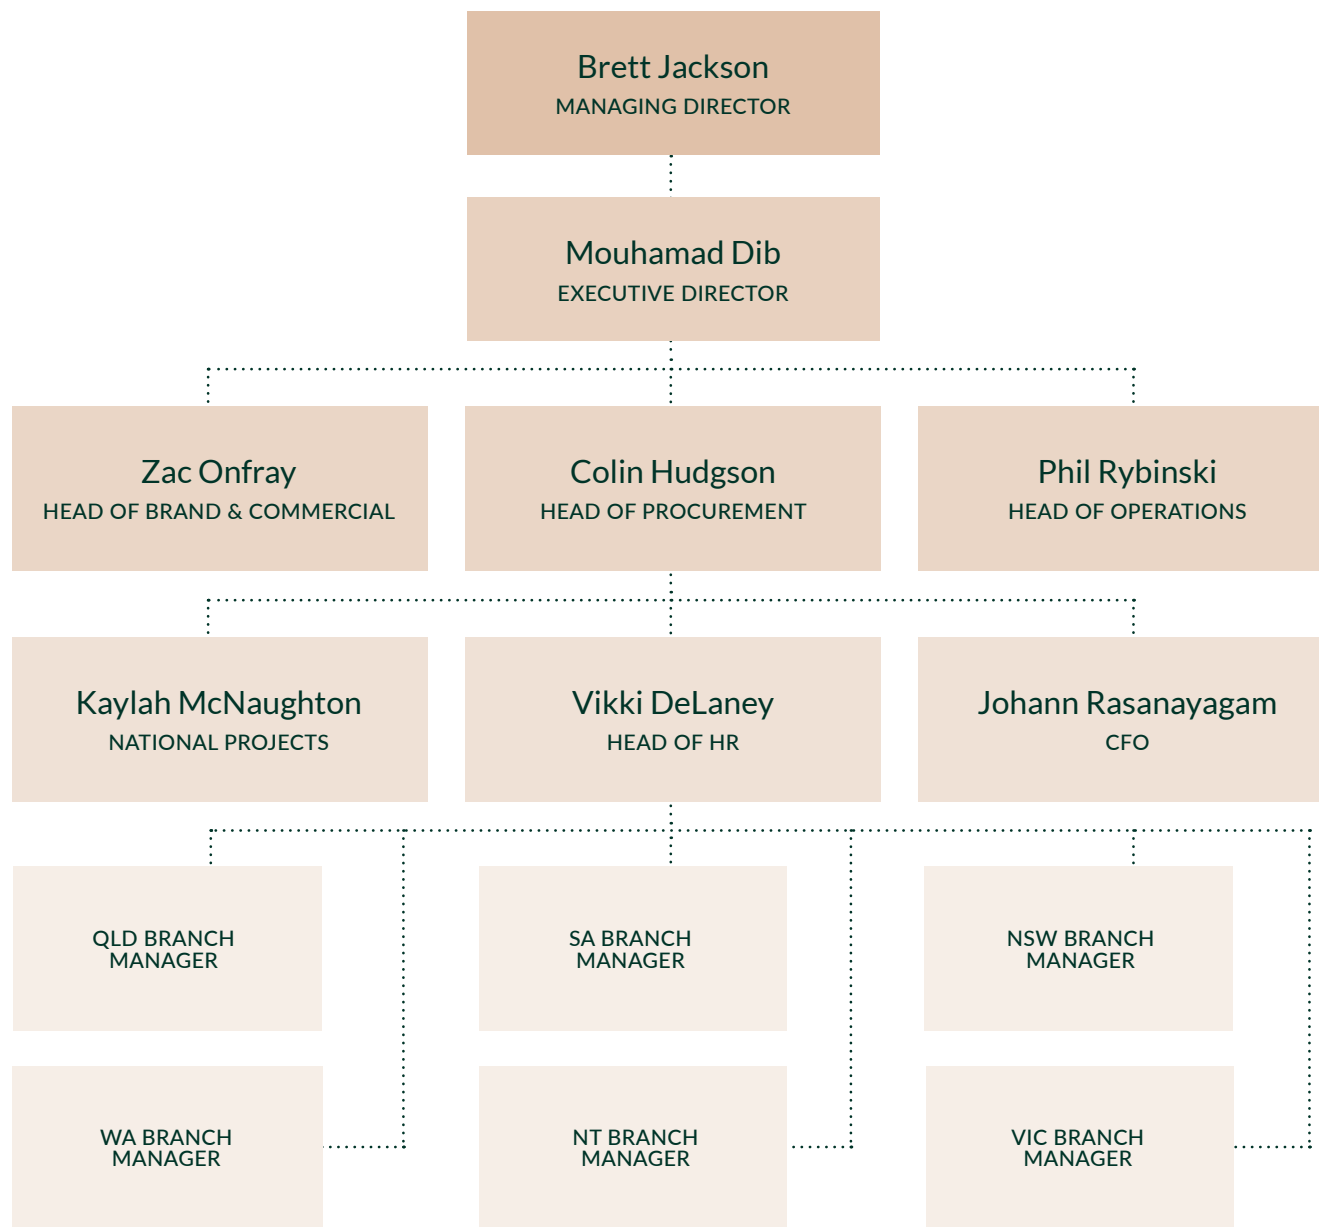 Brett Jackson
MANAGING DIRECTOR
Mouhamad Dib
EXECUTIVE DIRECTOR
Zac Onfray
HEAD OF BRAND & COMMERCIAL
Colin Hudgson
HEAD OF PROCUREMENT
Phil Rybinski
HEAD OF OPERATIONS
Kaylah McNaughton
NATIONAL PROJECTS
Vikki DeLaney
HEAD OF HR
Johann Rasanayagam
CFO
QLD BRANCH
MANAGER
SA BRANCH
MANAGER
NSW BRANCH
MANAGER
WA BRANCH
MANAGER
NT BRANCH
MANAGER
VIC BRANCH
MANAGER